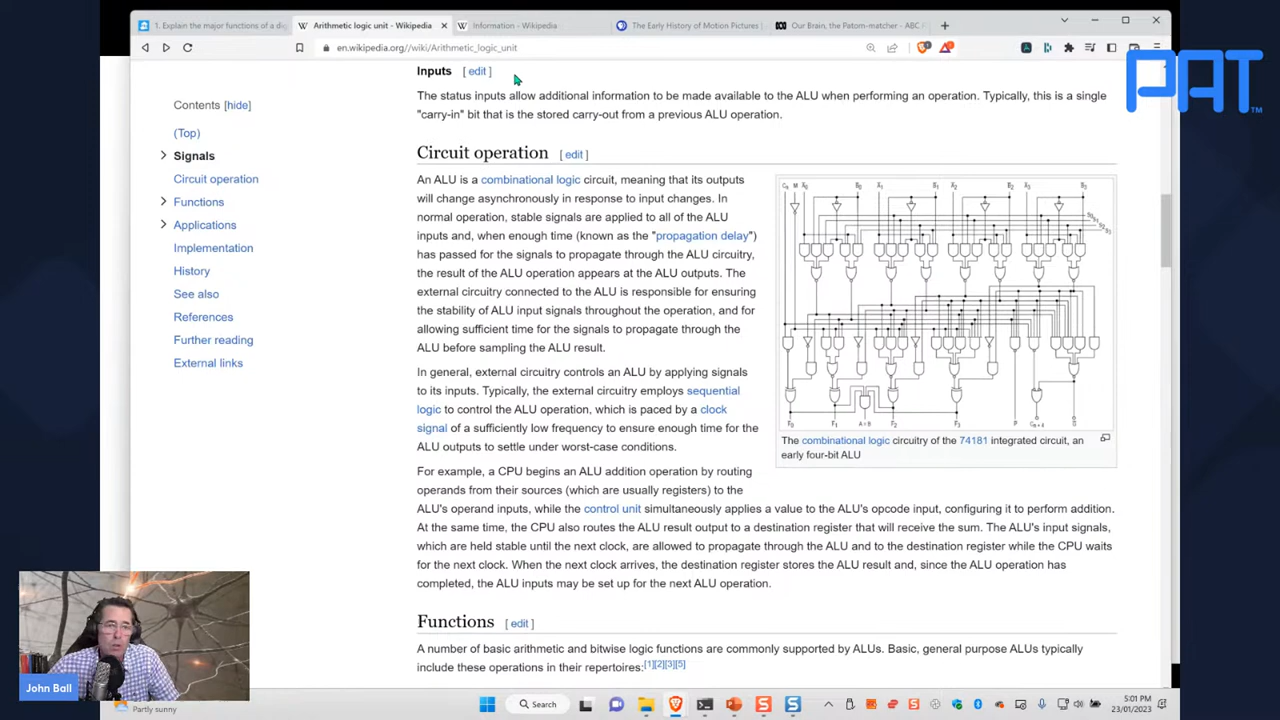 1. Explain the major functions of a di
Arithmetic logic unit - Wikipedia
Information - Wikipedia
The Early History of Motion Pictures
Our Brain, the Patom-matcher - ABC
en.wikipedia.org//wiki/Arithmetic_logic_unit
PAT™
Inputs [ edit ]
The status inputs allow additional information to be made available to the ALU when performing an operation. Typically, this is a single
"carry-in" bit that is the stored carry-out from a previous ALU operation.
Contents [hide]
(Top)
Signals
Circuit operation
Functions
Applications
Implementation
History
See also
References
Further reading
External links
Circuit operation [ edit ]
An ALU is a combinational logic circuit, meaning that its outputs
will change asynchronously in response to input changes. In
normal operation, stable signals are applied to all of the ALU
inputs and, when enough time (known as the "propagation delay")
has passed for the signals to propagate through the ALU circuitry,
the result of the ALU operation appears at the ALU outputs. The
external circuitry connected to the ALU is responsible for ensuring
the stability of ALU input signals throughout the operation, and for
allowing sufficient time for the signals to propagate through the
ALU before sampling the ALU result.
In general, external circuitry controls an ALU by applying signals
to its inputs. Typically, the external circuitry employs sequential
logic to control the ALU operation, which is paced by a clock
signal of a sufficiently low frequency to ensure enough time for the
ALU outputs to settle under worst-case conditions.
The combinational logic circuitry of the 74181 integrated circuit, an
early four-bit ALU
For example, a CPU begins an ALU addition operation by routing
operands from their sources (which are usually registers) to the
ALU's operand inputs, while the control unit simultaneously applies a value to the ALU's opcode input, configuring it to perform addition.
At the same time, the CPU also routes the ALU result output to a destination register that will receive the sum. The ALU's input signals,
which are held stable until the next clock, are allowed to propagate through the ALU and to the destination register while the CPU waits
for the next clock. When the next clock arrives, the destination register stores the ALU result and, since the ALU operation has
completed, the ALU inputs may be set up for the next ALU operation.
Functions [ edit ]
A number of basic arithmetic and bitwise logic functions are commonly supported by ALUs. Basic, general purpose ALUs typically
include these operations in their repertoires:[1][2][3][5]
John Ball
Partly sunny
Search
5:01 PM
23/01/2023